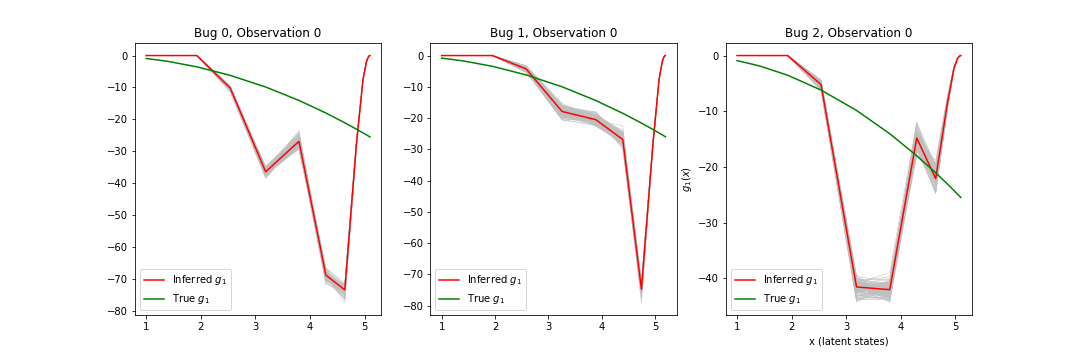 Bug 0, Observation 0
0
−10
−20
−30
−40
−50
−60
−70
−80
1 2 3 4 5
Inferred g₁
True g₁
Bug 1, Observation 0
0
−10
−20
−30
−40
−50
−60
−70
−80
1 2 3 4 5
Inferred g₁
True g₁
Bug 2, Observation 0
g₁(x)
0
−10
−20
−30
−40
1 2 3 4 5
x (latent states)
Inferred g₁
True g₁